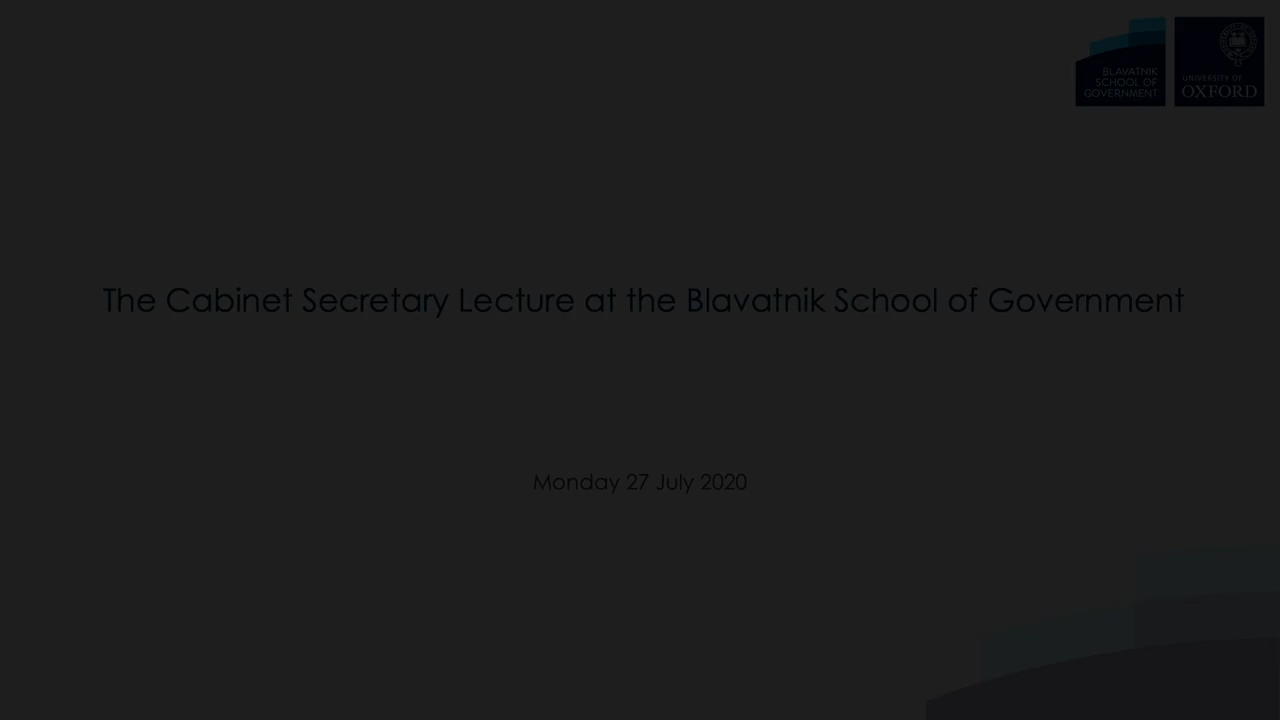 BLAVATNIK
SCHOOL OF
GOVERNMENT
UNIVERSITY OF
OXFORD
The Cabinet Secretary Lecture at the Blavatnik School of Government
Monday 27 July 2020